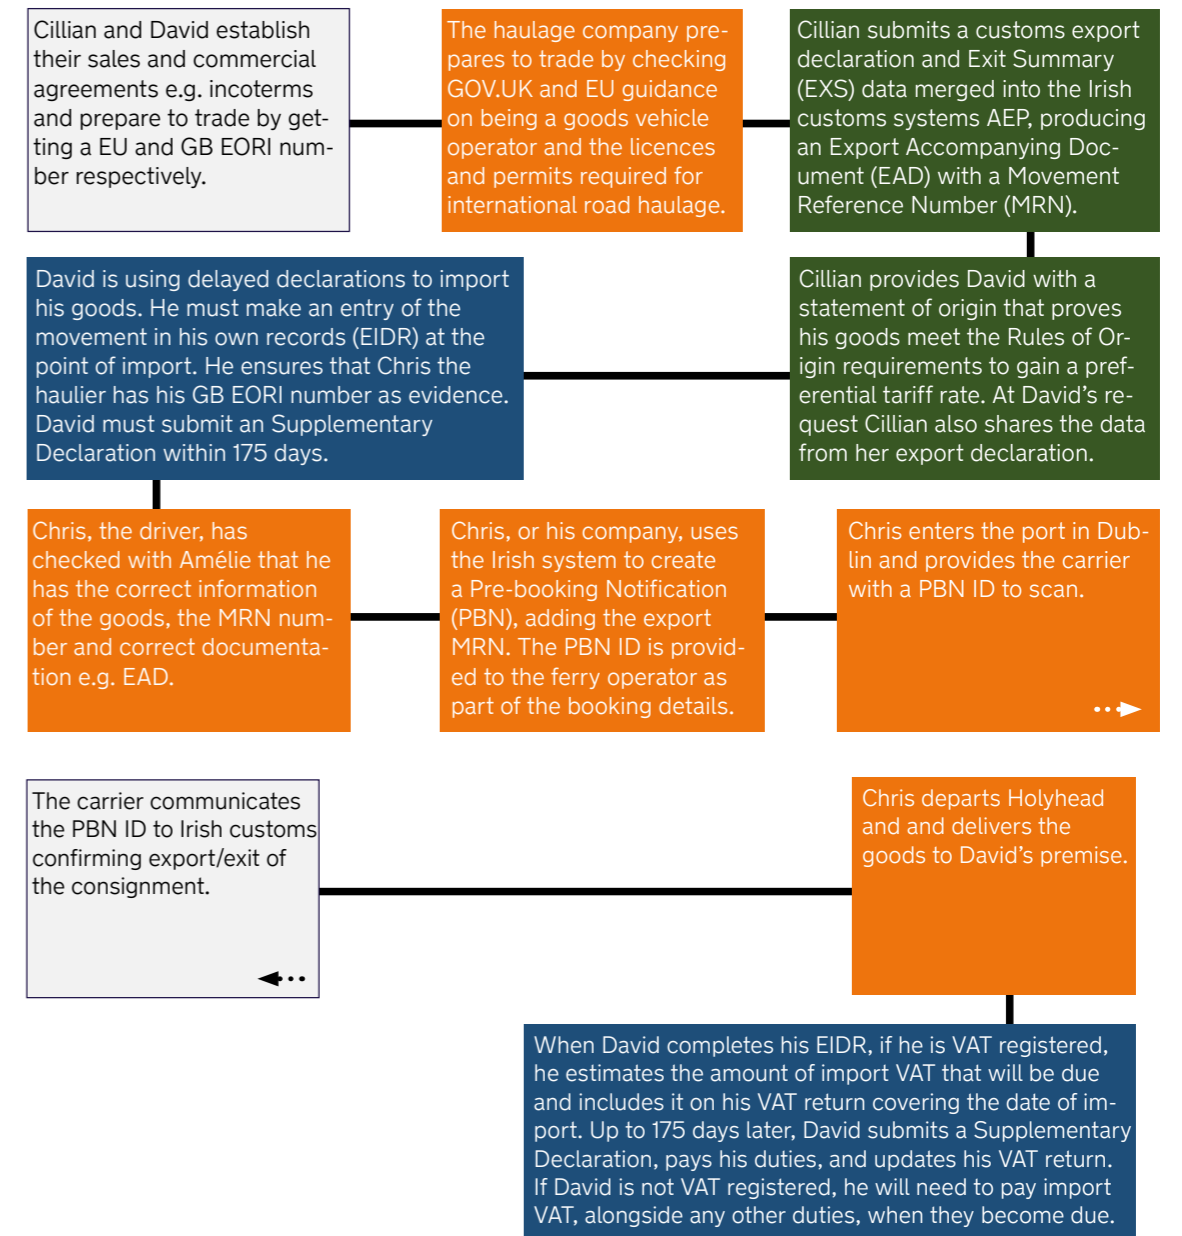 Cillian and David establish
their sales and commercial
agreements e.g. incoterms
and prepare to trade by get-
ting a EU and GB EORI num-
ber respectively.
The haulage company pre-
pares to trade by checking
GOV.UK and EU guidance
on being a goods vehicle
operator and the licences
and permits required for
international road haulage.
Cillian submits a customs export
declaration and Exit Summary
(EXS) data merged into the Irish
customs systems AEP, producing
an Export Accompanying Doc-
ument (EAD) with a Movement
Reference Number (MRN).
Cillian provides David with a
statement of origin that proves
his goods meet the Rules of Or-
igin requirements to gain a pref-
erential tariff rate. At David's re-
quest Cillian also shares the data
from her export declaration.
David is using delayed declarations to import
his goods. He must make an entry of the
movement in his own records (EIDR) at the
point of import. He ensures that Chris the
haulier has his GB EORI number as evidence.
David must submit an Supplementary
Declaration within 175 days.
Chris, the driver, has
checked with Amélie that he
has the correct information
of the goods, the MRN num-
ber and correct documenta-
tion e.g. EAD.
Chris, or his company, uses
the Irish system to create
a Pre-booking Notification
(PBN), adding the export
MRN. The PBN ID is provid-
ed to the ferry operator as
part of the booking details.
Chris enters the port in Dub-
lin and provides the carrier
with a PBN ID to scan.
The carrier communicates
the PBN ID to Irish customs
confirming export/exit of
the consignment.
Chris departs Holyhead
and and delivers the
goods to David's premise.
When David completes his EIDR, if he is VAT registered,
he estimates the amount of import VAT that will be due
and includes it on his VAT return covering the date of im-
port. Up to 175 days later, David submits a Supplementary
Declaration, pays his duties, and updates his VAT return.
If David is not VAT registered, he will need to pay import
VAT, alongside any other duties, when they become due.